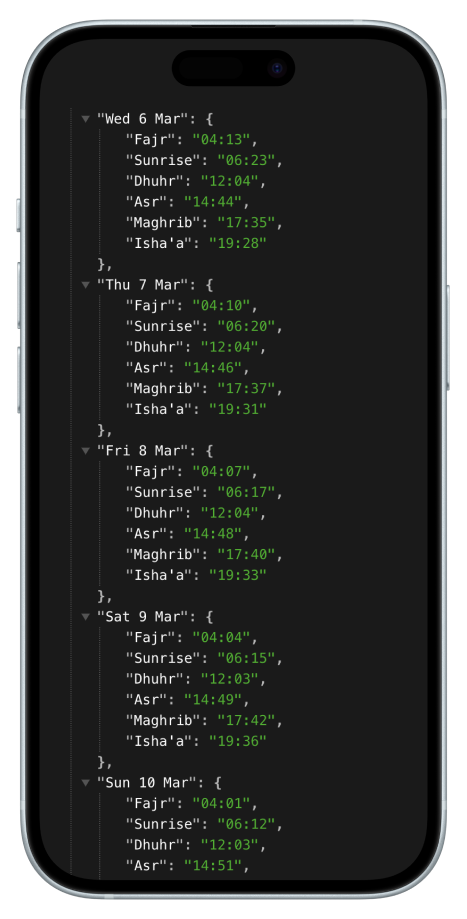 "Wed 6 Mar": {
"Fajr": "04:13",
"Sunrise": "06:23",
"Dhuhr": "12:04",
"Asr": "14:44",
"Maghrib": "17:35",
"Isha'a": "19:28"
},
"Thu 7 Mar": {
"Fajr": "04:10",
"Sunrise": "06:20",
"Dhuhr": "12:04",
"Asr": "14:46",
"Maghrib": "17:37",
"Isha'a": "19:31"
},
"Fri 8 Mar": {
"Fajr": "04:07",
"Sunrise": "06:17",
"Dhuhr": "12:04",
"Asr": "14:48",
"Maghrib": "17:40",
"Isha'a": "19:33"
},
"Sat 9 Mar": {
"Fajr": "04:04",
"Sunrise": "06:15",
"Dhuhr": "12:03",
"Asr": "14:49",
"Maghrib": "17:42",
"Isha'a": "19:36"
},
"Sun 10 Mar": {
"Fajr": "04:01",
"Sunrise": "06:12",
"Dhuhr": "12:03",
"Asr": "14:51",